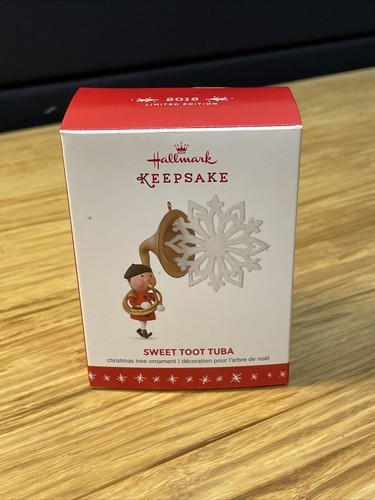 2016
LIMITED EDITION
Hallmark
KEEPSAKE
SWEET TOOT TUBA
christmas tree ornament | décoration pour l'arbre de noël